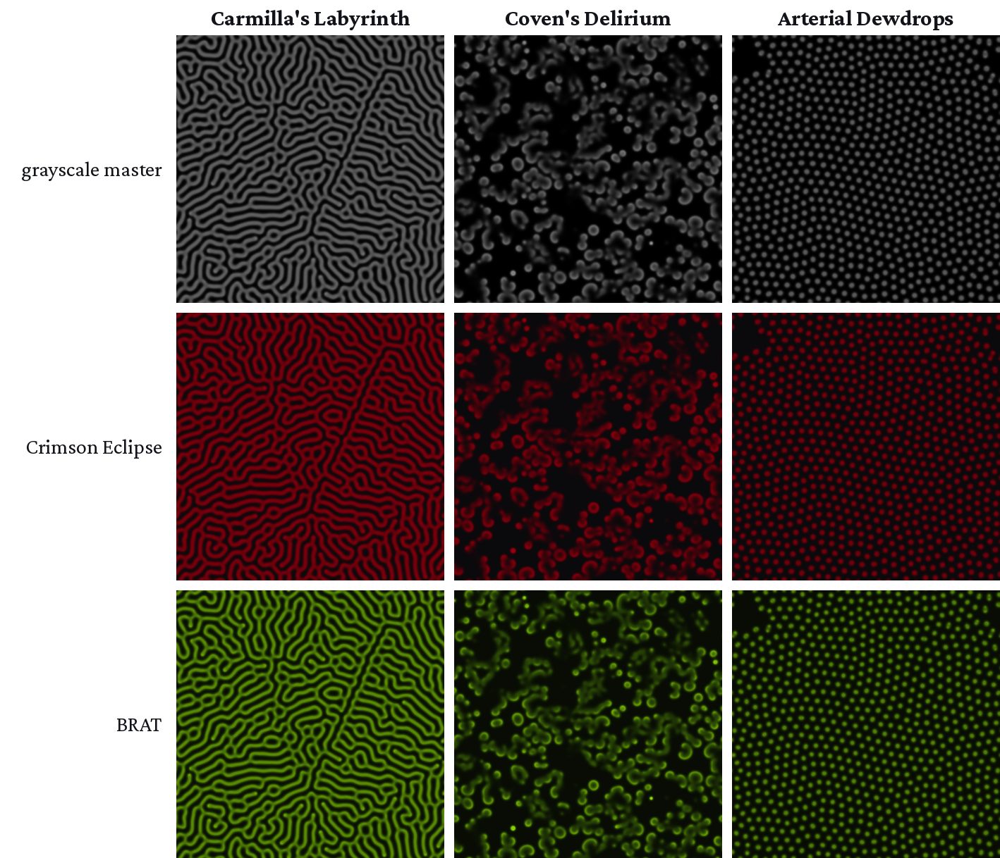 Carmilla's Labyrinth
Coven's Delirium
Arterial Dewdrops
grayscale master
Crimson Eclipse
BRAT